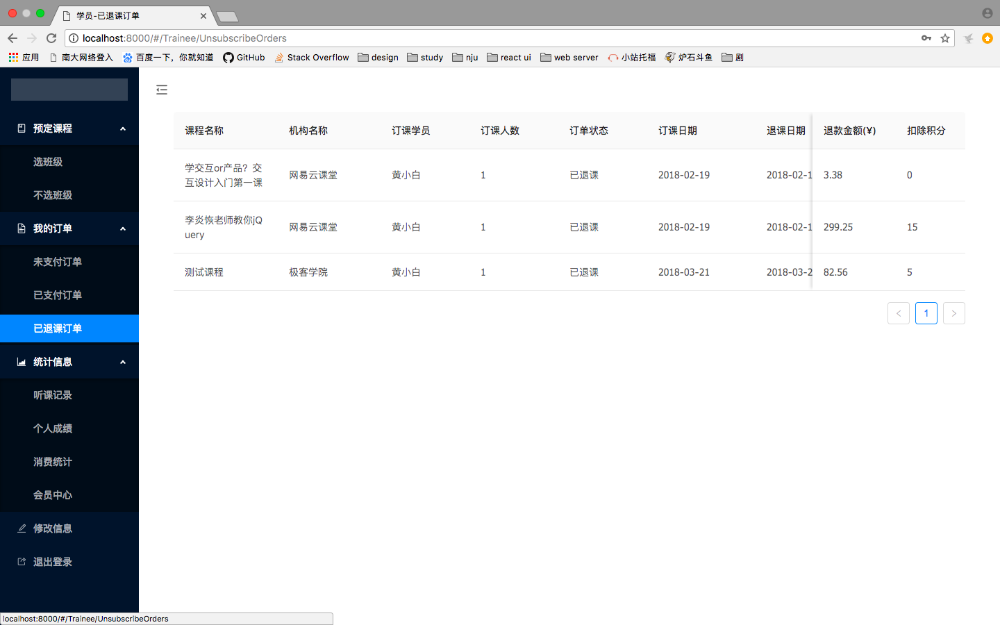 学员-已退课订单
localhost:8000/#/Trainee/UnsubscribeOrders
应用 南大网络登入 百度一下，你就知道 GitHub Stack Overflow design study nju react ui web server 小站托福 炉石斗鱼 剧
预定课程
选班级
不选班级
我的订单
未支付订单
已支付订单
已退课订单
统计信息
听课记录
个人成绩
消费统计
会员中心
修改信息
退出登录
课程名称 机构名称 订课学员 订课人数 订单状态 订课日期 退课日期 退款金额(¥) 扣除积分
学交互or产品？交
互设计入门第一课 网易云课堂 黄小白 1 已退课 2018-02-19 2018-02-1 3.38 0
李炎恢老师教你jQ
uery 网易云课堂 黄小白 1 已退课 2018-02-19 2018-02-1 299.25 15
测试课程 极客学院 黄小白 1 已退课 2018-03-21 2018-03-2 82.56 5
1
localhost:8000/#/Trainee/UnsubscribeOrders